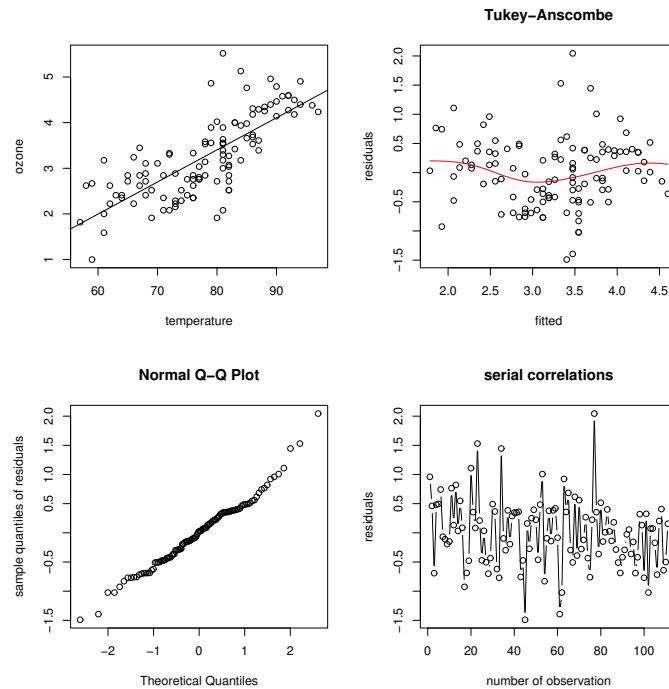 Tukey−Anscombe
ozone
1 2 3 4 5
60 70 80 90
temperature
residuals
−1.5 −0.5 0.5 1.0 1.5 2.0
2.0 2.5 3.0 3.5 4.0 4.5
fitted
Normal Q−Q Plot
sample quantiles of residuals
−1.5 −0.5 0.5 1.0 1.5 2.0
−2 −1 0 1 2
Theoretical Quantiles
serial correlations
residuals
−1.5 −0.5 0.5 1.0 1.5 2.0
0 20 40 60 80 100
number of observation